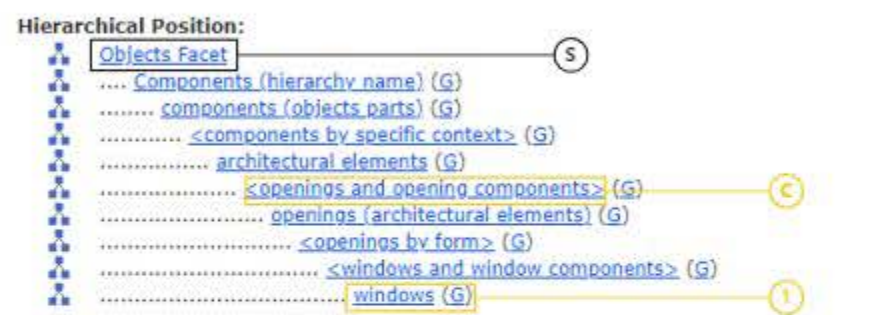 Hierarchical Position:
Objects Facet S
.... Components (hierarchy name) (G)
........ components (objects parts) (G)
............ <components by specific context> (G)
................ architectural elements (G)
.................... <openings and opening components> (G) C
........................ openings (architectural elements) (G)
............................ <openings by form> (G)
................................ <windows and window components> (G)
.................................... windows (G) 1